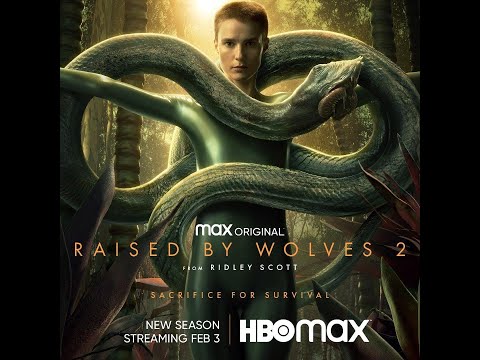 max ORIGINAL
RAISED BY WOLVES 2
FROM RIDLEY SCOTT
SACRIFICE FOR SURVIVAL
NEW SEASON
STREAMING FEB 3
HBOmax